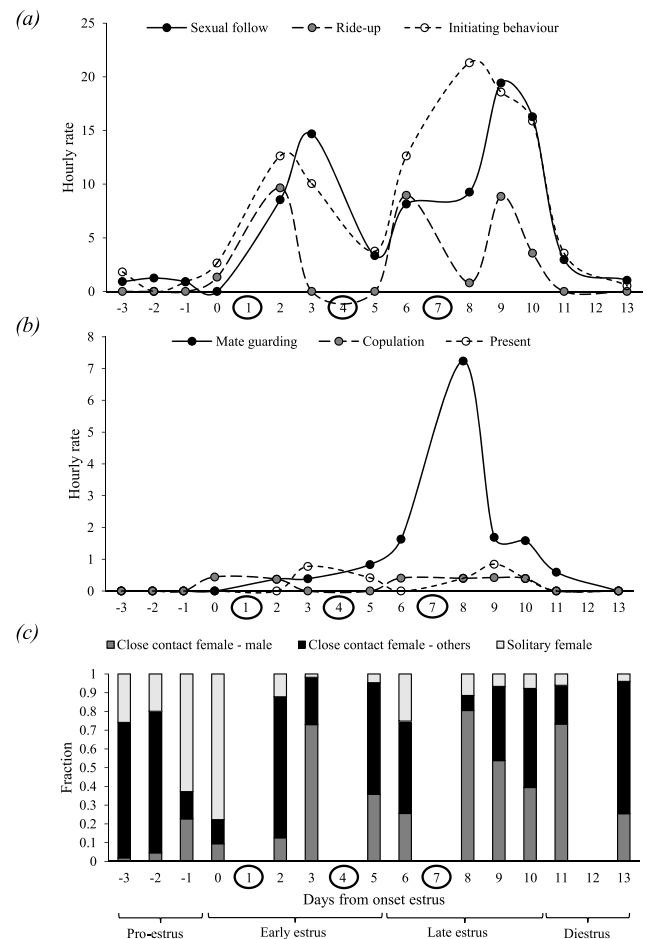 (a)
Sexual follow Ride-up Initiating behaviour
25
20
15
10
5
0
Hourly rate
-3 -2 -1 0 1 2 3 4 5 6 7 8 9 10 11 12 13
(b)
Mate guarding Copulation Present
8
7
6
5
4
3
2
1
0
Hourly rate
-3 -2 -1 0 1 2 3 4 5 6 7 8 9 10 11 12 13
(c)
Close contact female - male Close contact female - others Solitary female
1
0.9
0.8
0.7
0.6
0.5
0.4
0.3
0.2
0.1
0
Fraction
-3 -2 -1 0 1 2 3 4 5 6 7 8 9 10 11 12 13
Days from onset estrus
Pro-estrus Early estrus Late estrus Diestrus